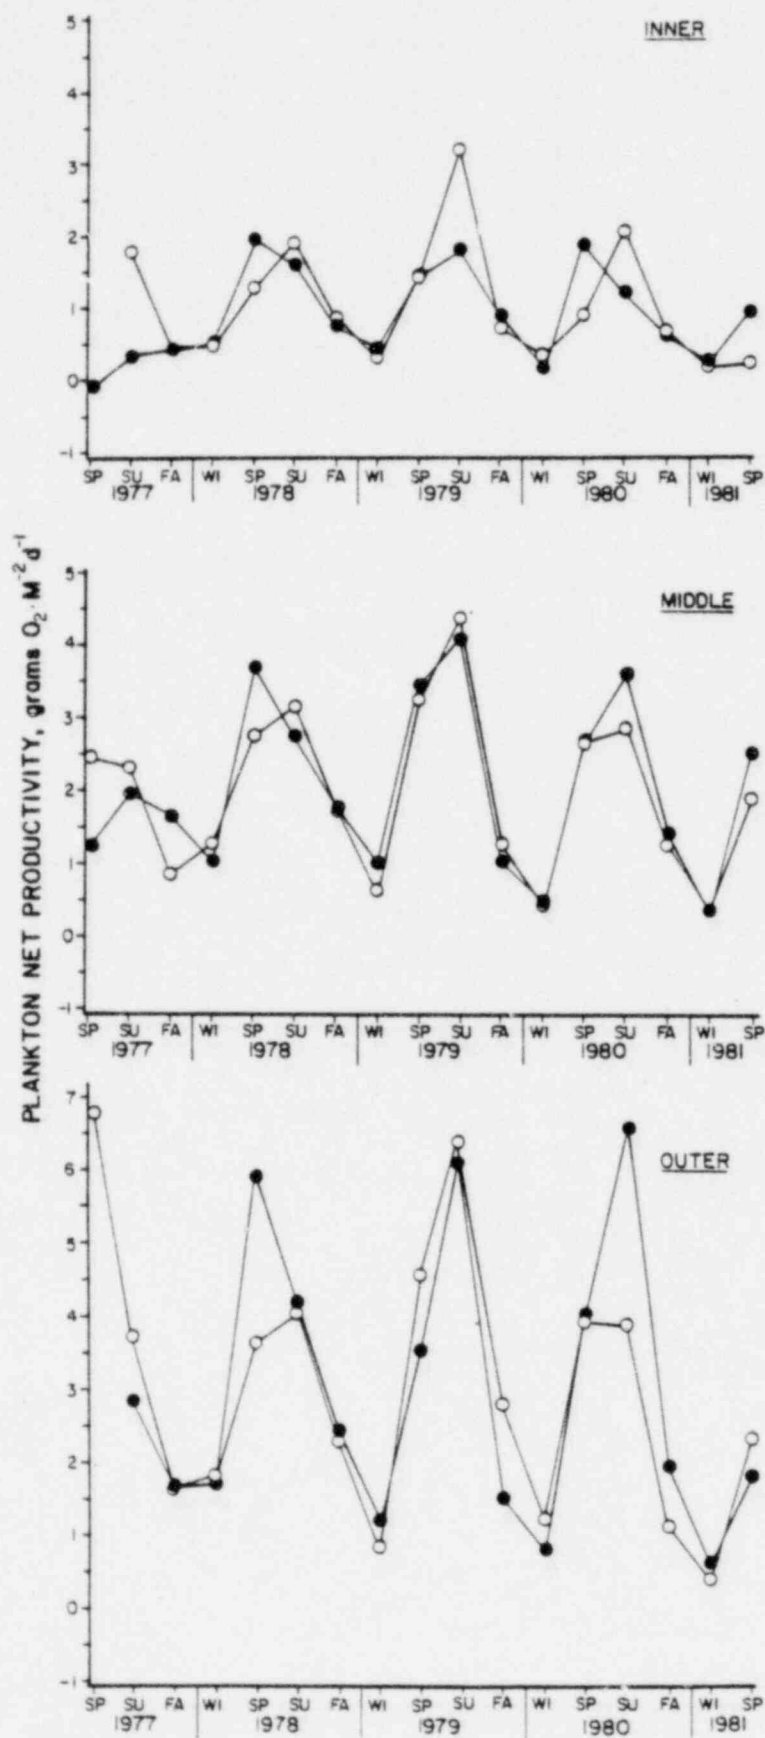 PLANKTON NET PRODUCTIVITY, grams O₂·M⁻²d⁻¹
INNER
5
4
3
2
1
0
-1
SP SU FA WI SP SU FA WI SP SU FA WI SP SU FA WI SP
1977 1978 1979 1980 1981
MIDDLE
5
4
3
2
1
0
-1
SP SU FA WI SP SU FA WI SP SU FA WI SP SU FA WI SP
1977 1978 1979 1980 1981
OUTER
7
6
5
4
3
2
1
0
-1
SP SU FA WI SP SU FA WI SP SU FA WI SP SU FA WI SP
1977 1978 1979 1980 1981